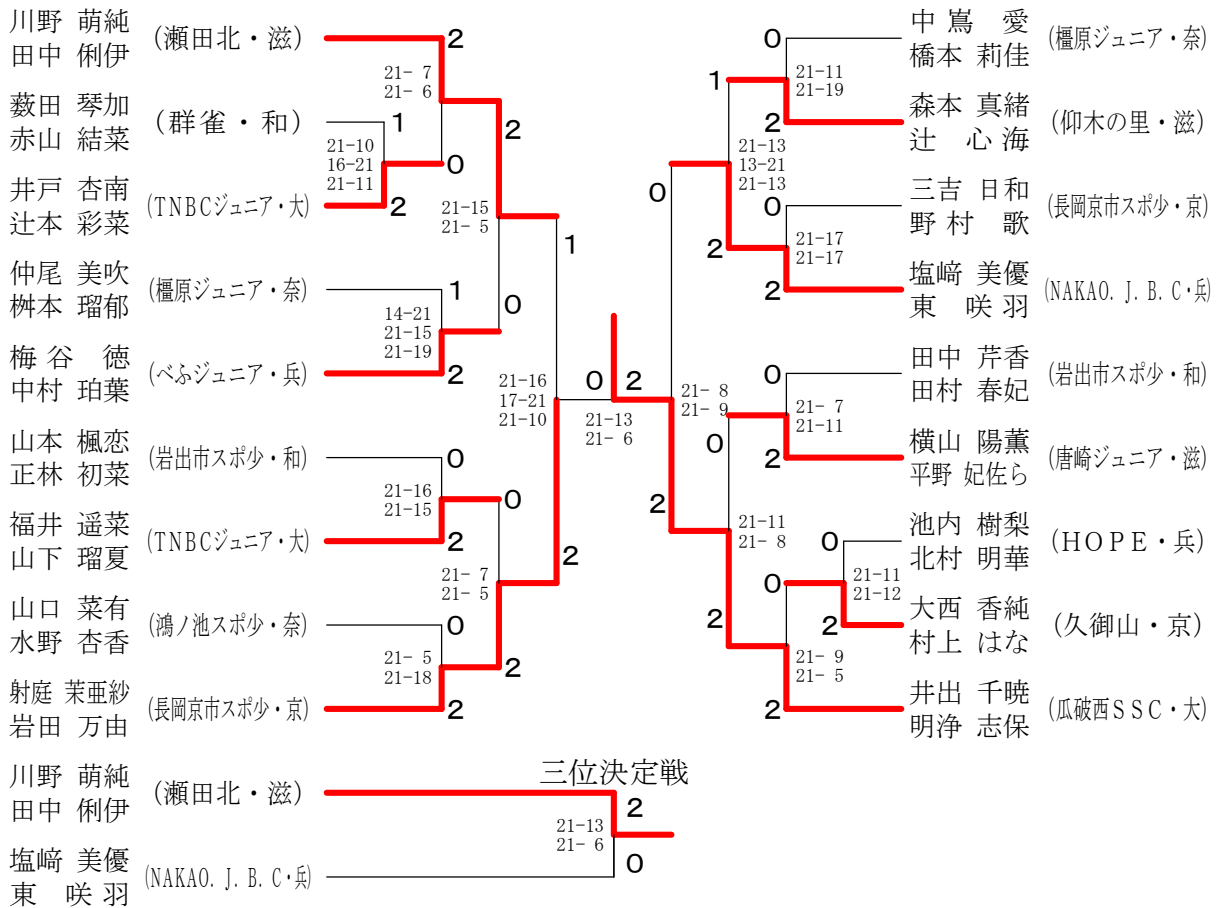 川野 萌純
田中 俐伊
(瀬田北・滋)
2
21- 7
21- 6
薮田 琴加
赤山 結菜
(群雀・和)
1
21-10
16-21
21-11
0
井戸 杏南
辻本 彩菜
(TNBCジュニア・大)
2
2
21-15
21- 5
仲尾 美吹
桝本 瑠郁
(橿原ジュニア・奈)
1
14-21
21-15
21-19
0
梅谷 徳
中村 珀葉
(べふジュニア・兵)
2
1
21-16
17-21
21-10
山本 楓恋
正林 初菜
(岩出市スポ少・和)
0
21-16
21-15
0
福井 遥菜
山下 瑠夏
(TNBCジュニア・大)
2
2
21- 7
21- 5
山口 菜有
水野 杏香
(鴻ノ池スポ少・奈)
0
21- 5
21-18
2
射庭 茉亜紗
岩田 万由
(長岡京市スポ少・京)
2
0
2
21-13
21- 6
中嶌 愛
橋本 莉佳
(橿原ジュニア・奈)
0
21-11
21-19
1
森本 真緒
辻 心海
(仰木の里・滋)
2
21-13
13-21
21-13
0
三吉 日和
野村 歌
(長岡京市スポ少・京)
0
21-17
21-17
2
塩﨑 美優
東 咲羽
(NAKAO. J. B. C・兵)
2
21- 8
21- 9
田中 芹香
田村 春妃
(岩出市スポ少・和)
0
21- 7
21-11
0
横山 陽薫
平野 妃佐ら
(唐崎ジュニア・滋)
2
2
21-11
21- 8
池内 樹梨
北村 明華
(HOPE・兵)
0
21-11
21-12
0
大西 香純
村上 はな
(久御山・京)
2
2
21- 9
21- 5
井出 千暁
明浄 志保
(瓜破西SSC・大)
2
三位決定戦
川野 萌純
田中 俐伊
(瀬田北・滋)
2
21-13
21- 6
塩﨑 美優
東 咲羽
(NAKAO. J. B. C・兵)
0